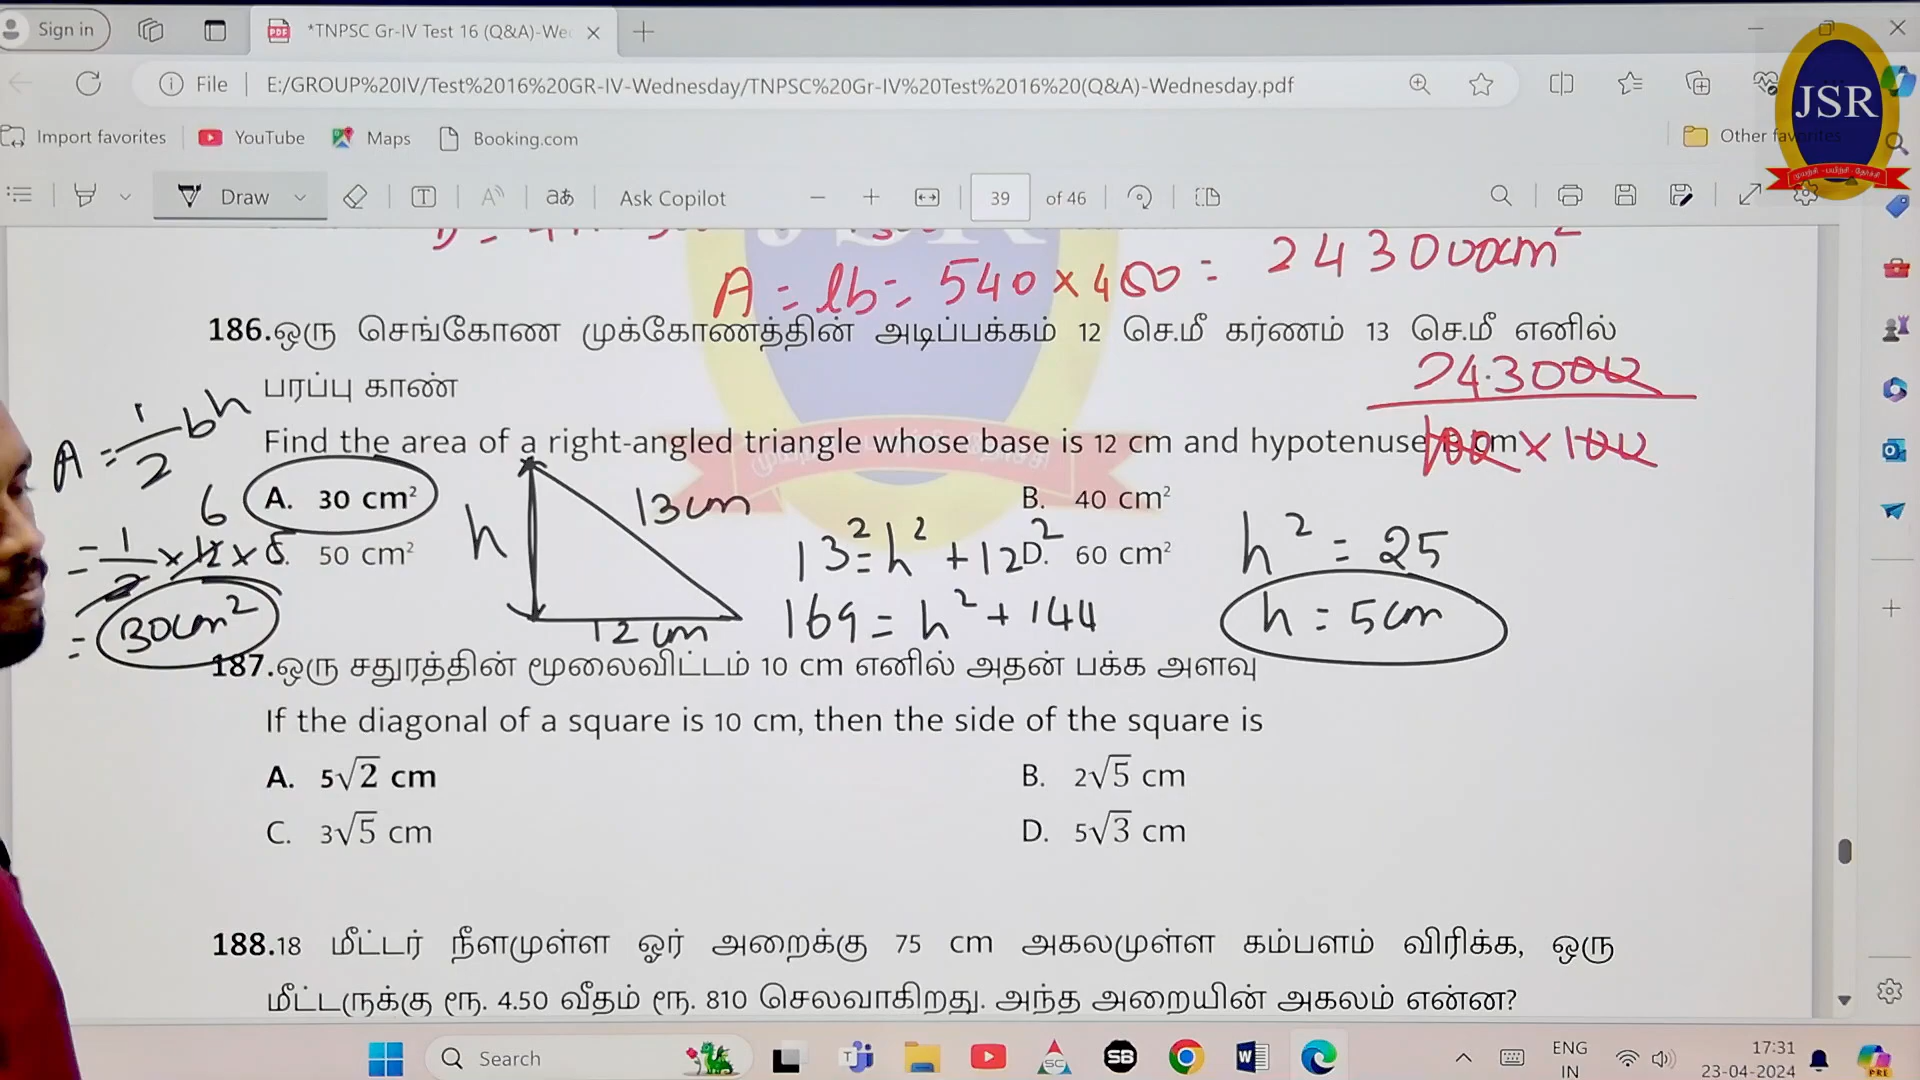 Sign in
*TNPSC Gr-IV Test 16 (Q&A)-We
File
E:/GROUP%20IV/Test%2016%20GR-IV-Wednesday/TNPSC%20Gr-IV%20Test%2016%20(Q&A)-Wednesday.pdf
Import favorites
YouTube
Maps
Booking.com
Other favorites
JSR
முயற்சி - பயிற்சி - தேர்ச்சி
Draw
Ask Copilot
39 of 46
A = lb = 540 × 450 = 243000cm²
186.ஒரு செங்கோண முக்கோணத்தின் அடிப்பக்கம் 12 செ.மீ கர்ணம் 13 செ.மீ எனில்
பரப்பு காண்
243000
100 × 100
Find the area of a right-angled triangle whose base is 12 cm and hypotenuse cm
A. 30 cm²
B. 40 cm²
50 cm²
D. 60 cm²
A = 1/2 bh
= 1/2 × 12 × 5
6
= 30cm²
h
13cm
12cm
13² = h² + 12²
169 = h² + 144
h² = 25
h = 5cm
187.ஒரு சதுரத்தின் மூலைவிட்டம் 10 cm எனில் அதன் பக்க அளவு
If the diagonal of a square is 10 cm, then the side of the square is
A. 5√2 cm
B. 2√5 cm
C. 3√5 cm
D. 5√3 cm
188.18 மீட்டர் நீளமுள்ள ஓர் அறைக்கு 75 cm அகலமுள்ள கம்பளம் விரிக்க, ஒரு
மீட்டருக்கு ரூ. 4.50 வீதம் ரூ. 810 செலவாகிறது. அந்த அறையின் அகலம் என்ன?
Search
SC
SB
ENG
IN
17:31
23-04-2024
PRE